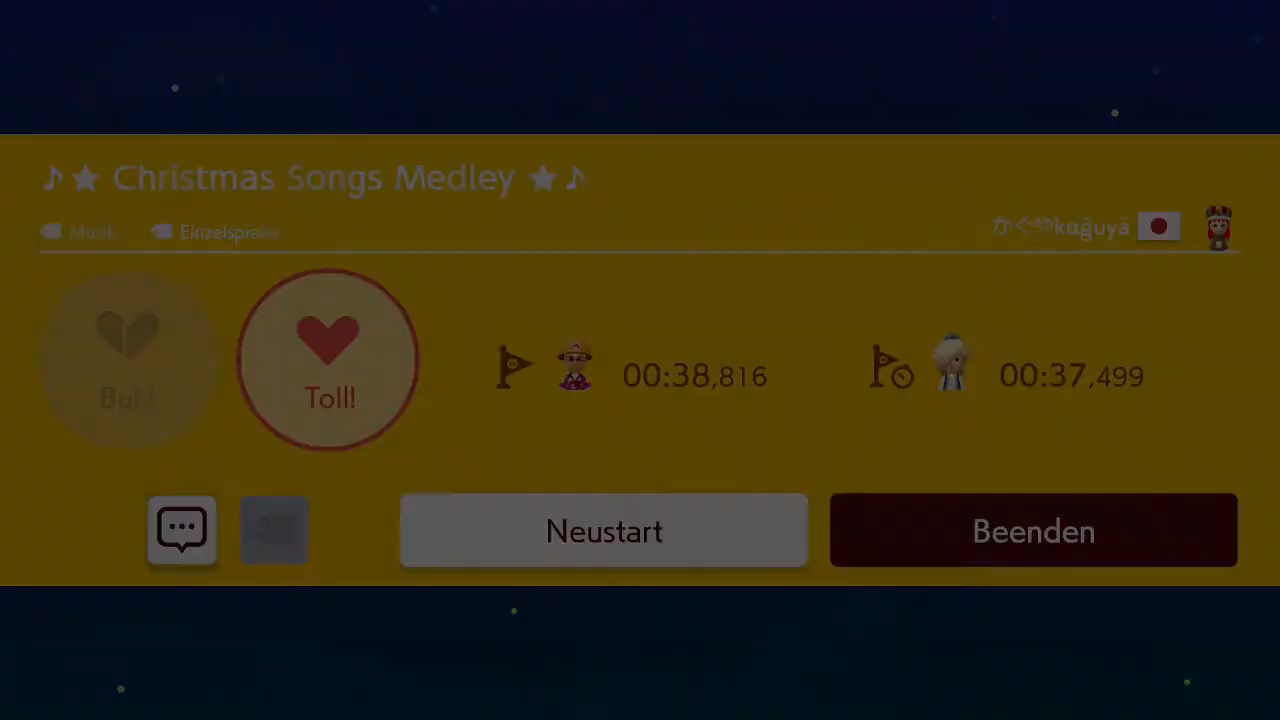 ♪★ Christmas Songs Medley ★♪
Musik
かぐやkaguya
Buh!
Toll!
00:38,816
00:37,499
Neustart
Beenden